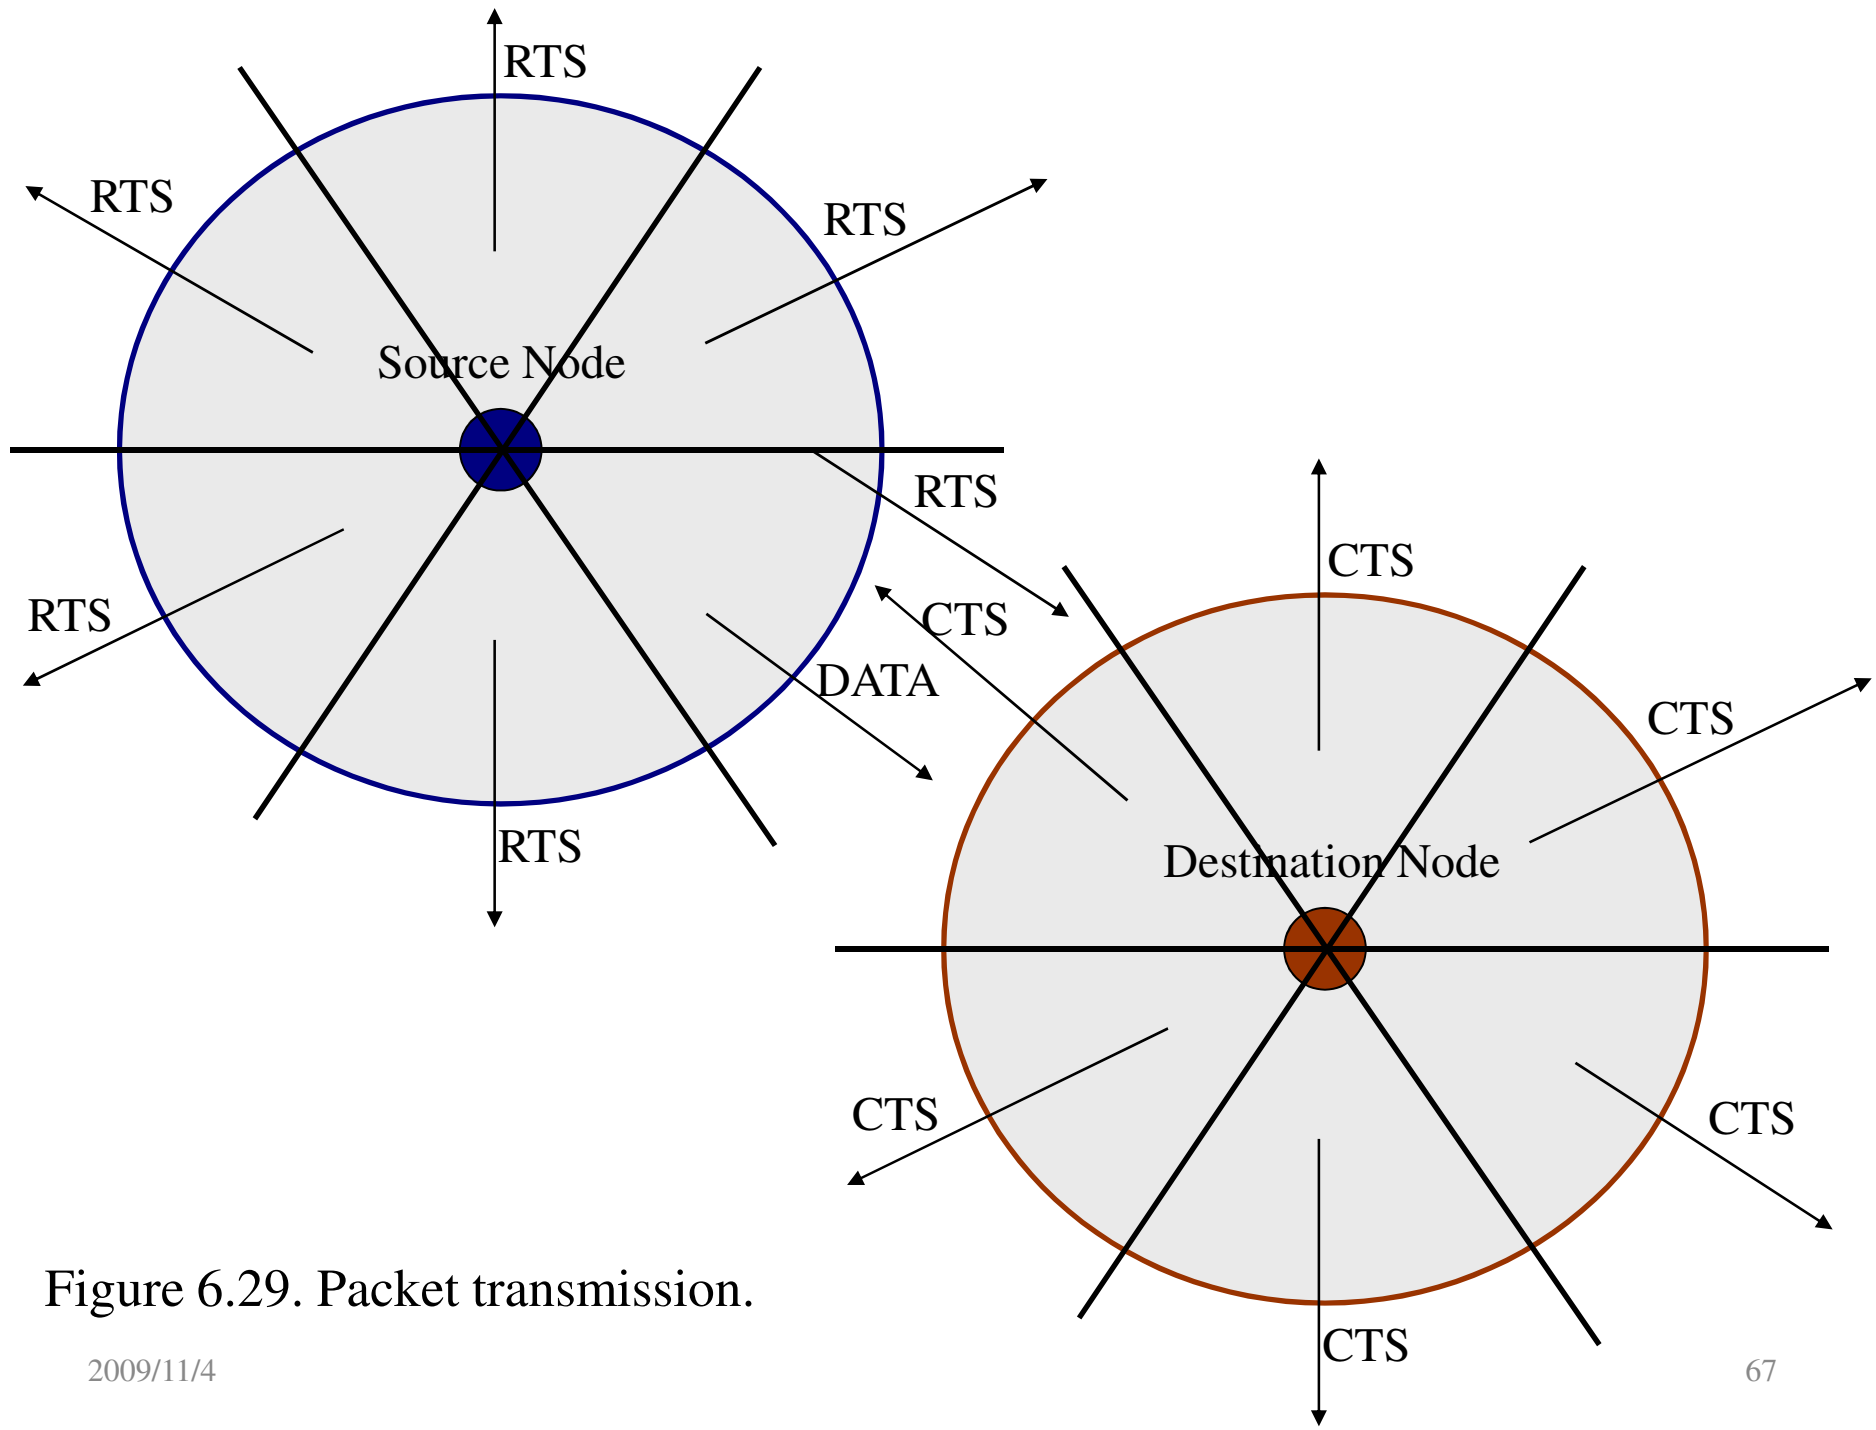 RTS
RTS
RTS
Source Node
RTS
CTS
RTS
CTS
DATA
CTS
RTS
Destination Node
CTS
CTS
Figure 6.29. Packet transmission.
CTS
2009/11/4
67